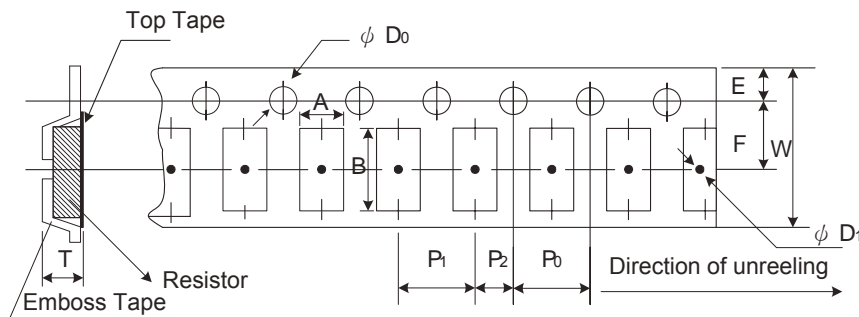 Top Tape
ψ D₀
A
E
B
F
W
ψ D₁
T
Resistor
P₁
P₂
P₀
Direction of unreeling
Emboss Tape